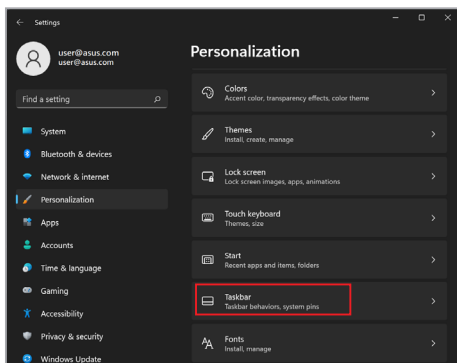 Settings
user@asus.com
user@asus.com
Find a setting
System
Bluetooth & devices
Network & internet
Personalization
Apps
Accounts
Time & language
Gaming
Accessibility
Privacy & security
Windows Update
Personalization
Colors
Accent color, transparency effects, color theme
Themes
Install, create, manage
Lock screen
Lock screen images, apps, animations
Touch keyboard
Themes, size
Start
Recent apps and items, folders
Taskbar
Taskbar behaviors, system pins
Fonts
Install, manage